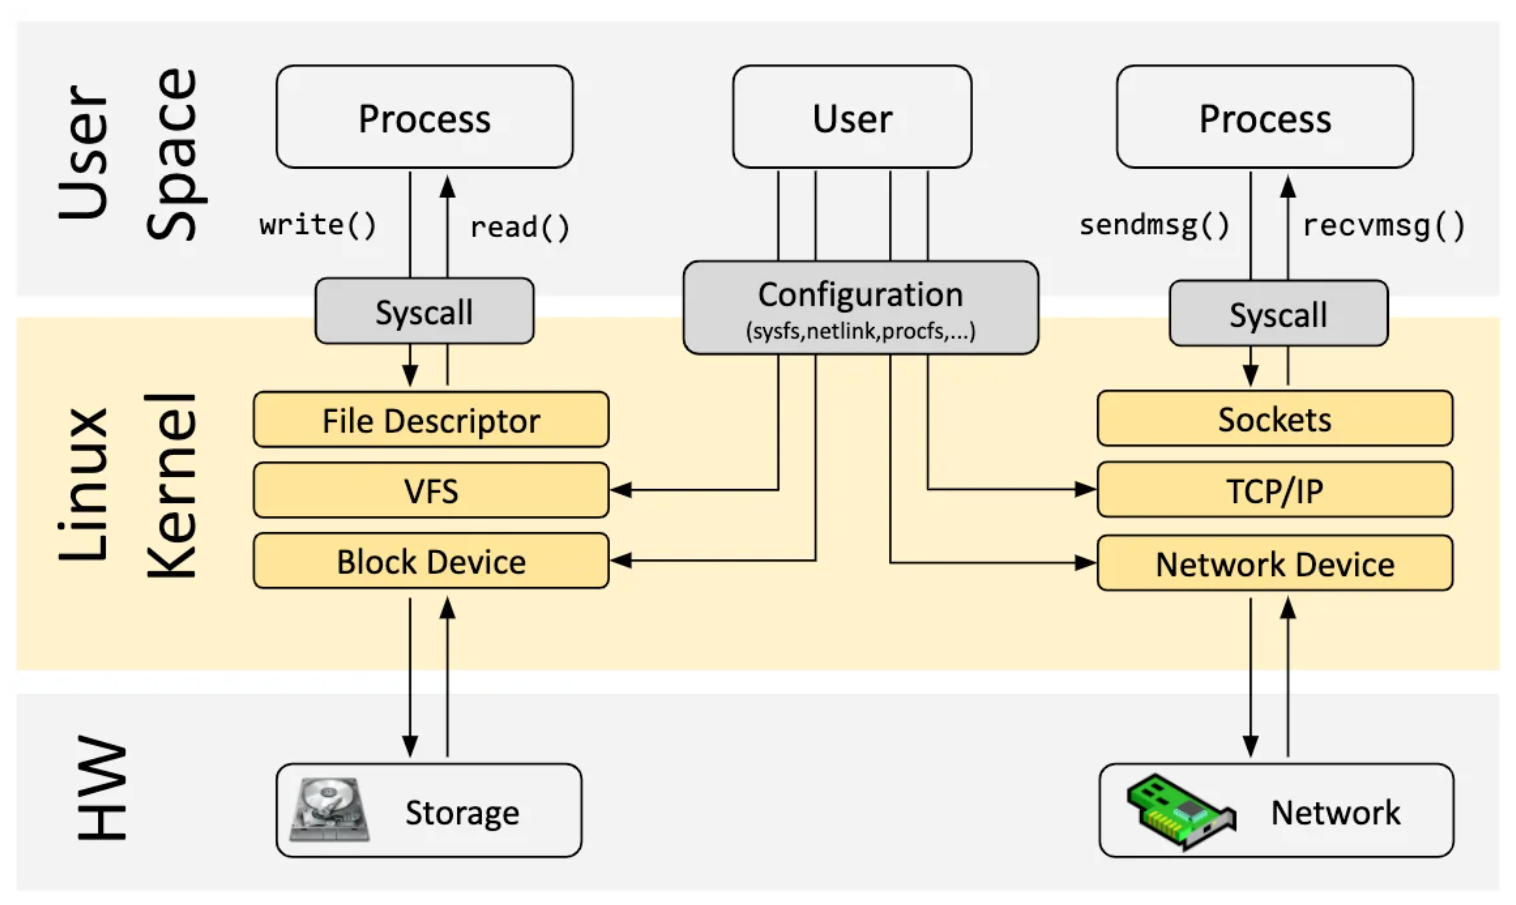 User
Space
Process
User
Process
write()
read()
sendmsg()
recvmsg()
Syscall
Configuration
(sysfs,netlink,procfs,...)
Syscall
Linux
Kernel
File Descriptor
Sockets
VFS
TCP/IP
Block Device
Network Device
HW
Storage
Network